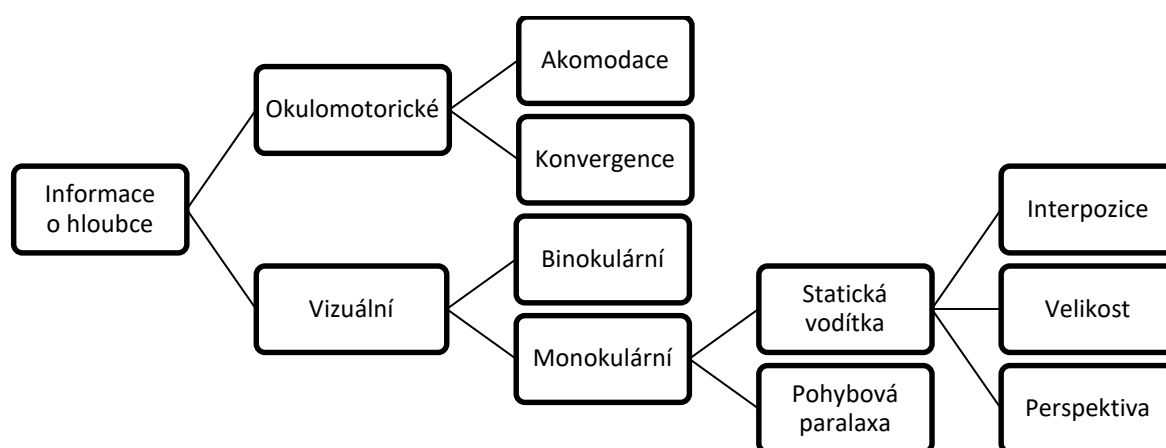 Informace
o hloubce
Okulomotorické
Akomodace
Konvergence
Vizuální
Binokulární
Monokulární
Statická
vodítka
Interpozice
Velikost
Perspektiva
Pohybová
paralaxa